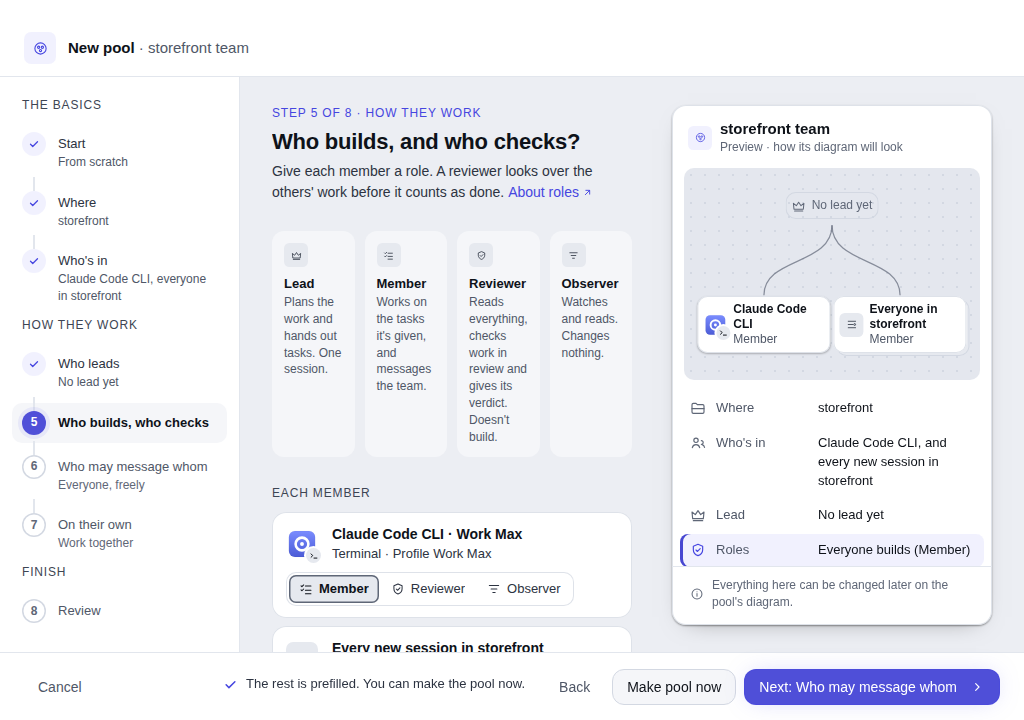 New pool · storefront team
THE BASICS
Start
From scratch
Where
storefront
Who's in
Claude Code CLI, everyone
in storefront
HOW THEY WORK
Who leads
No lead yet
5
Who builds, who checks
6
Who may message whom
Everyone, freely
7
On their own
Work together
FINISH
8
Review
STEP 5 OF 8 · HOW THEY WORK
Who builds, and who checks?
Give each member a role. A reviewer looks over the
others' work before it counts as done. About roles
Lead
Plans the
work and
hands out
tasks. One
session.
Member
Works on
the tasks
it's given,
and
messages
the team.
Reviewer
Reads
everything,
checks
work in
review and
gives its
verdict.
Doesn't
build.
Observer
Watches
and reads.
Changes
nothing.
EACH MEMBER
Claude Code CLI · Work Max
Terminal · Profile Work Max
Member
Reviewer
Observer
Every new session in storefront
storefront team
Preview · how its diagram will look
No lead yet
Claude Code
CLI
Member
Everyone in
storefront
Member
Where
storefront
Who's in
Claude Code CLI, and
every new session in
storefront
Lead
No lead yet
Roles
Everyone builds (Member)
Everything here can be changed later on the
pool's diagram.
Cancel
The rest is prefilled. You can make the pool now.
Back
Make pool now
Next: Who may message whom